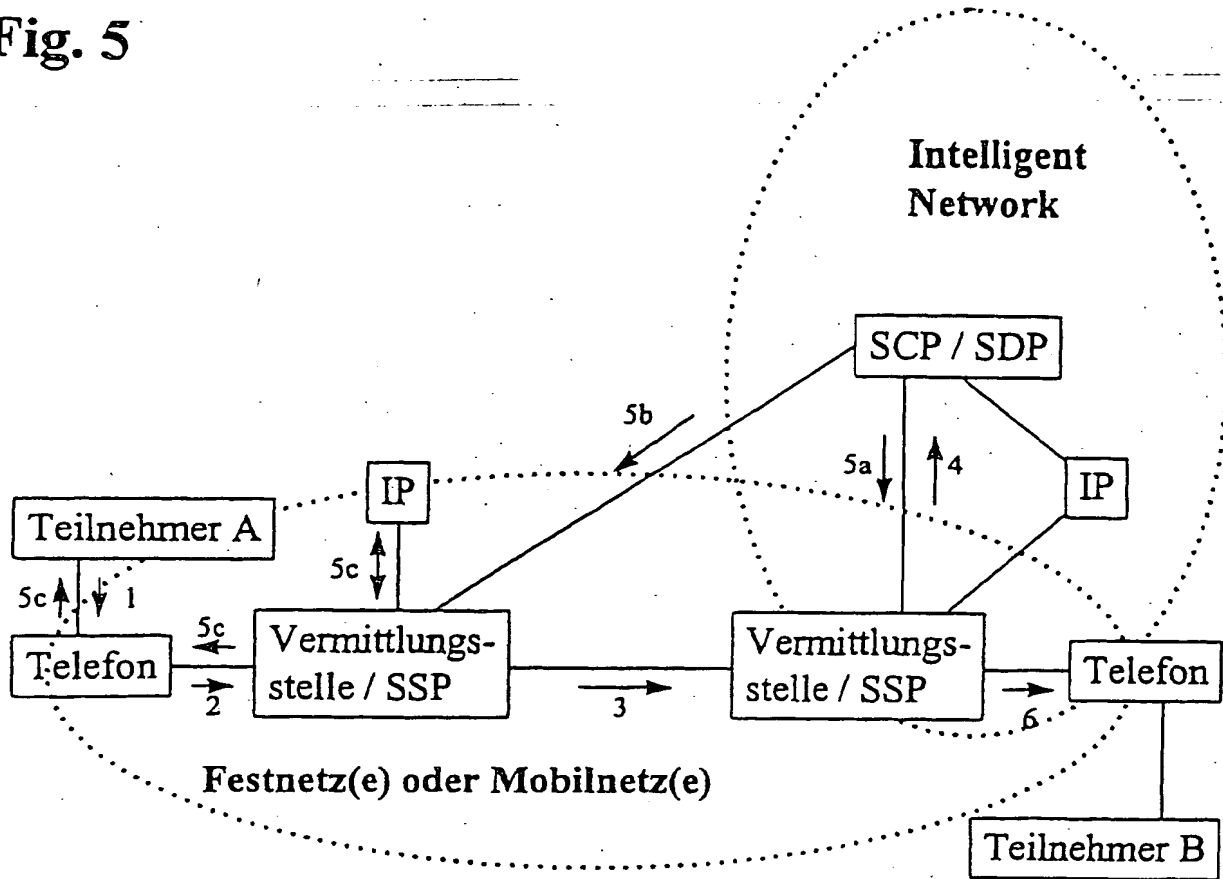 Fig. 5
Intelligent
Network
SCP / SDP
5b
5a
4
IP
IP
Teilnehmer A
5c
5c
1
5c
Telefon
2
Vermittlungs-
stelle / SSP
3
Vermittlungs-
stelle / SSP
6
Telefon
Festnetz(e) oder Mobilnetz(e)
Teilnehmer B